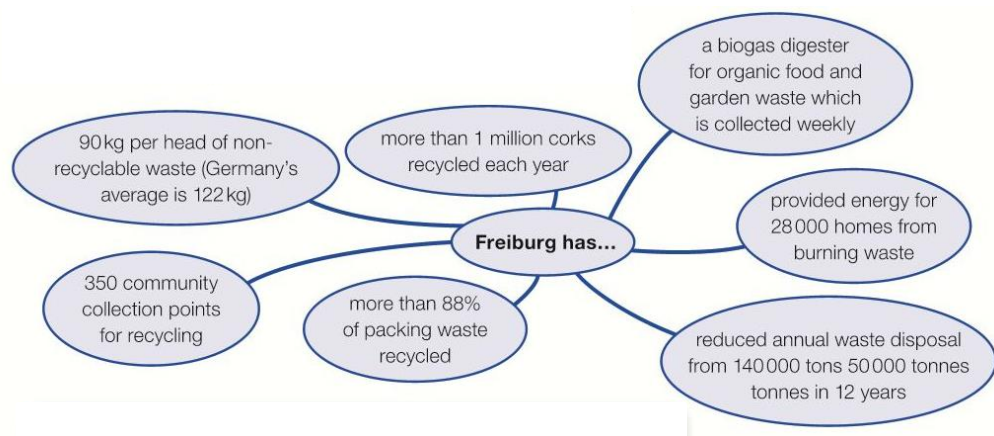 a biogas digester
for organic food and
garden waste which
is collected weekly
more than 1 million corks
recycled each year
90 kg per head of non-
recyclable waste (Germany's
average is 122 kg)
provided energy for
28 000 homes from
burning waste
Freiburg has...
350 community
collection points
for recycling
more than 88%
of packing waste
recycled
reduced annual waste disposal
from 140 000 tons 50 000 tonnes
tonnes in 12 years